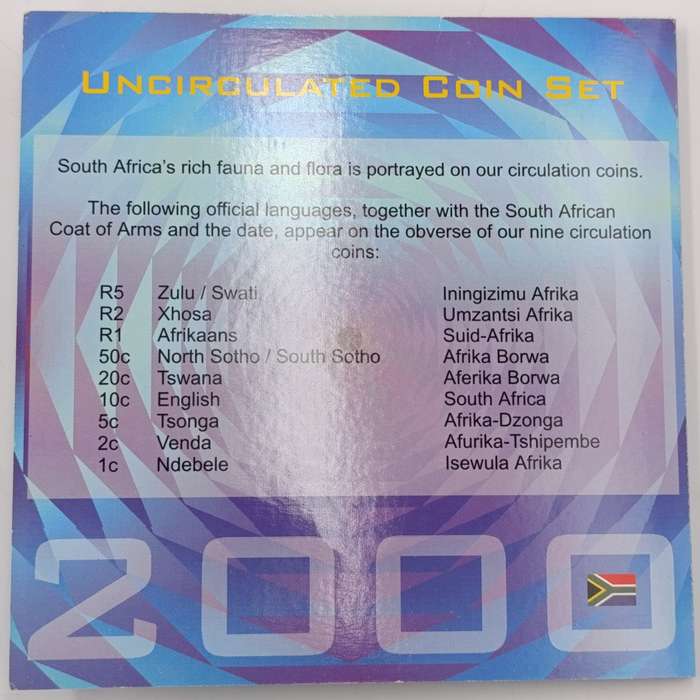 UNCIRCULATED COIN SET
South Africa's rich fauna and flora is portrayed on our circulation coins.
The following official languages, together with the South African
Coat of Arms and the date, appear on the obverse of our nine circulation
coins:
R5 Zulu / Swati Iningizimu Afrika
R2 Xhosa Umzantsi Afrika
R1 Afrikaans Suid-Afrika
50c North Sotho / South Sotho Afrika Borwa
20c Tswana Aferika Borwa
10c English South Africa
5c Tsonga Afrika-Dzonga
2c Venda Afurika-Tshipembe
1c Ndebele Isewula Afrika
2000